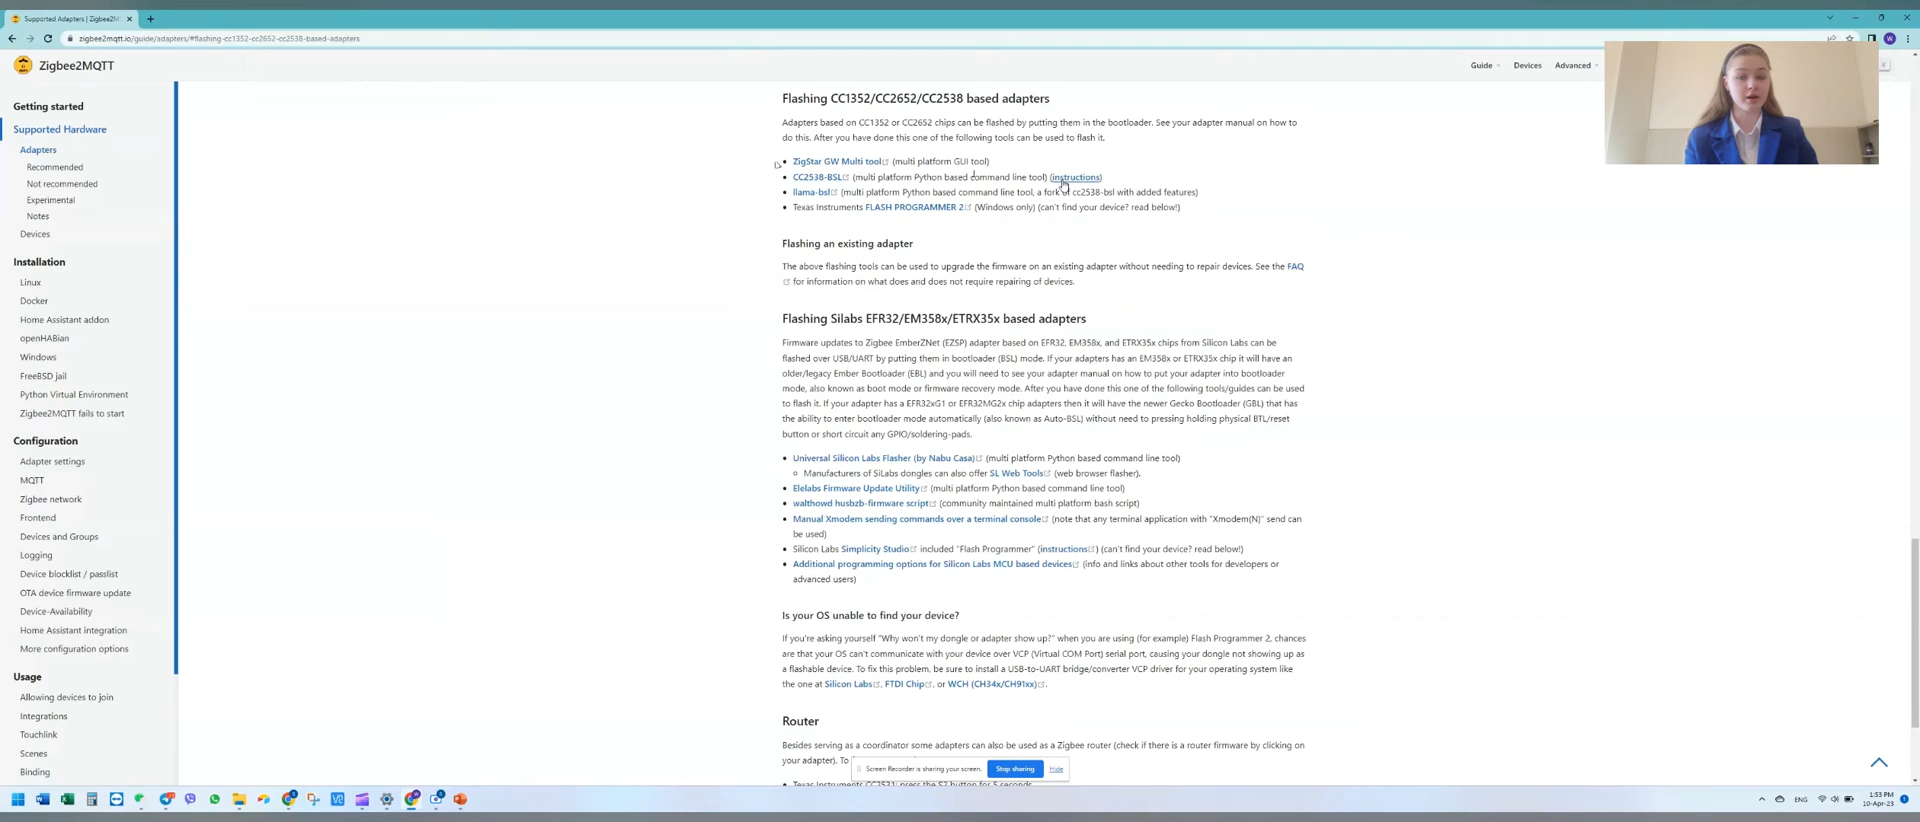 Supported Adapters | Zigbee2M
zigbee2mqtt.io/guide/adapters/#flashing-cc1352-cc2652-cc2538-based-adapters
W
Zigbee2MQTT
Guide
Devices
Advanced
K
Getting started
Supported Hardware
Adapters
Recommended
Not recommended
Experimental
Notes
Devices
Installation
Linux
Docker
Home Assistant addon
openHABian
Windows
FreeBSD jail
Python Virtual Environment
Zigbee2MQTT fails to start
Configuration
Adapter settings
MQTT
Zigbee network
Frontend
Devices and Groups
Logging
Device blocklist / passlist
OTA device firmware update
Device-Availability
Home Assistant integration
More configuration options
Usage
Allowing devices to join
Integrations
Touchlink
Scenes
Binding
Flashing CC1352/CC2652/CC2538 based adapters
Adapters based on CC1352 or CC2652 chips can be flashed by putting them in the bootloader. See your adapter manual on how to
do this. After you have done this one of the following tools can be used to flash it.
• ZigStar GW Multi tool (multi platform GUI tool)
• CC2538-BSL (multi platform Python based command line tool) (instructions)
• llama-bsl (multi platform Python based command line tool, a fork of cc2538-bsl with added features)
• Texas Instruments FLASH PROGRAMMER 2 (Windows only) (can't find your device? read below!)
Flashing an existing adapter
The above flashing tools can be used to upgrade the firmware on an existing adapter without needing to repair devices. See the FAQ
for information on what does and does not require repairing of devices.
Flashing Silabs EFR32/EM358x/ETRX35x based adapters
Firmware updates to Zigbee EmberZNet (EZSP) adapter based on EFR32, EM358x, and ETRX35x chips from Silicon Labs can be
flashed over USB/UART by putting them in bootloader (BSL) mode. If your adapters has an EM358x or ETRX35x chip it will have an
older/legacy Ember Bootloader (EBL) and you will need to see your adapter manual on how to put your adapter into bootloader
mode, also known as boot mode or firmware recovery mode. After you have done this one of the following tools/guides can be used
to flash it. If your adapter has a EFR32xG1 or EFR32MG2x chip adapters then it will have the newer Gecko Bootloader (GBL) that has
the ability to enter bootloader mode automatically (also known as Auto-BSL) without need to pressing holding physical BTL/reset
button or short circuit any GPIO/soldering-pads.
• Universal Silicon Labs Flasher (by Nabu Casa) (multi platform Python based command line tool)
Manufacturers of SiLabs dongles can also offer SL Web Tools (web browser flasher).
• Elelabs Firmware Update Utility (multi platform Python based command line tool)
• walthowd husbzb-firmware script (community maintained multi platform bash script)
• Manual Xmodem sending commands over a terminal console (note that any terminal application with "Xmodem(N)" send can
be used)
• Silicon Labs Simplicity Studio included "Flash Programmer" (instructions) (can't find your device? read below!)
• Additional programming options for Silicon Labs MCU based devices (info and links about other tools for developers or
advanced users)
Is your OS unable to find your device?
If you're asking yourself "Why won't my dongle or adapter show up?" when you are using (for example) Flash Programmer 2, chances
are that your OS can't communicate with your device over VCP (Virtual COM Port) serial port, causing your dongle not showing up as
a flashable device. To fix this problem, be sure to install a USB-to-UART bridge/converter VCP driver for your operating system like
the one at Silicon Labs, FTDI Chip, or WCH (CH34x/CH91xx).
Router
Besides serving as a coordinator some adapters can also be used as a Zigbee router (check if there is a router firmware by clicking on
your adapter). To
Screen Recorder is sharing your screen.
Stop sharing
Hide
ENG
1:53 PM
10-Apr-23